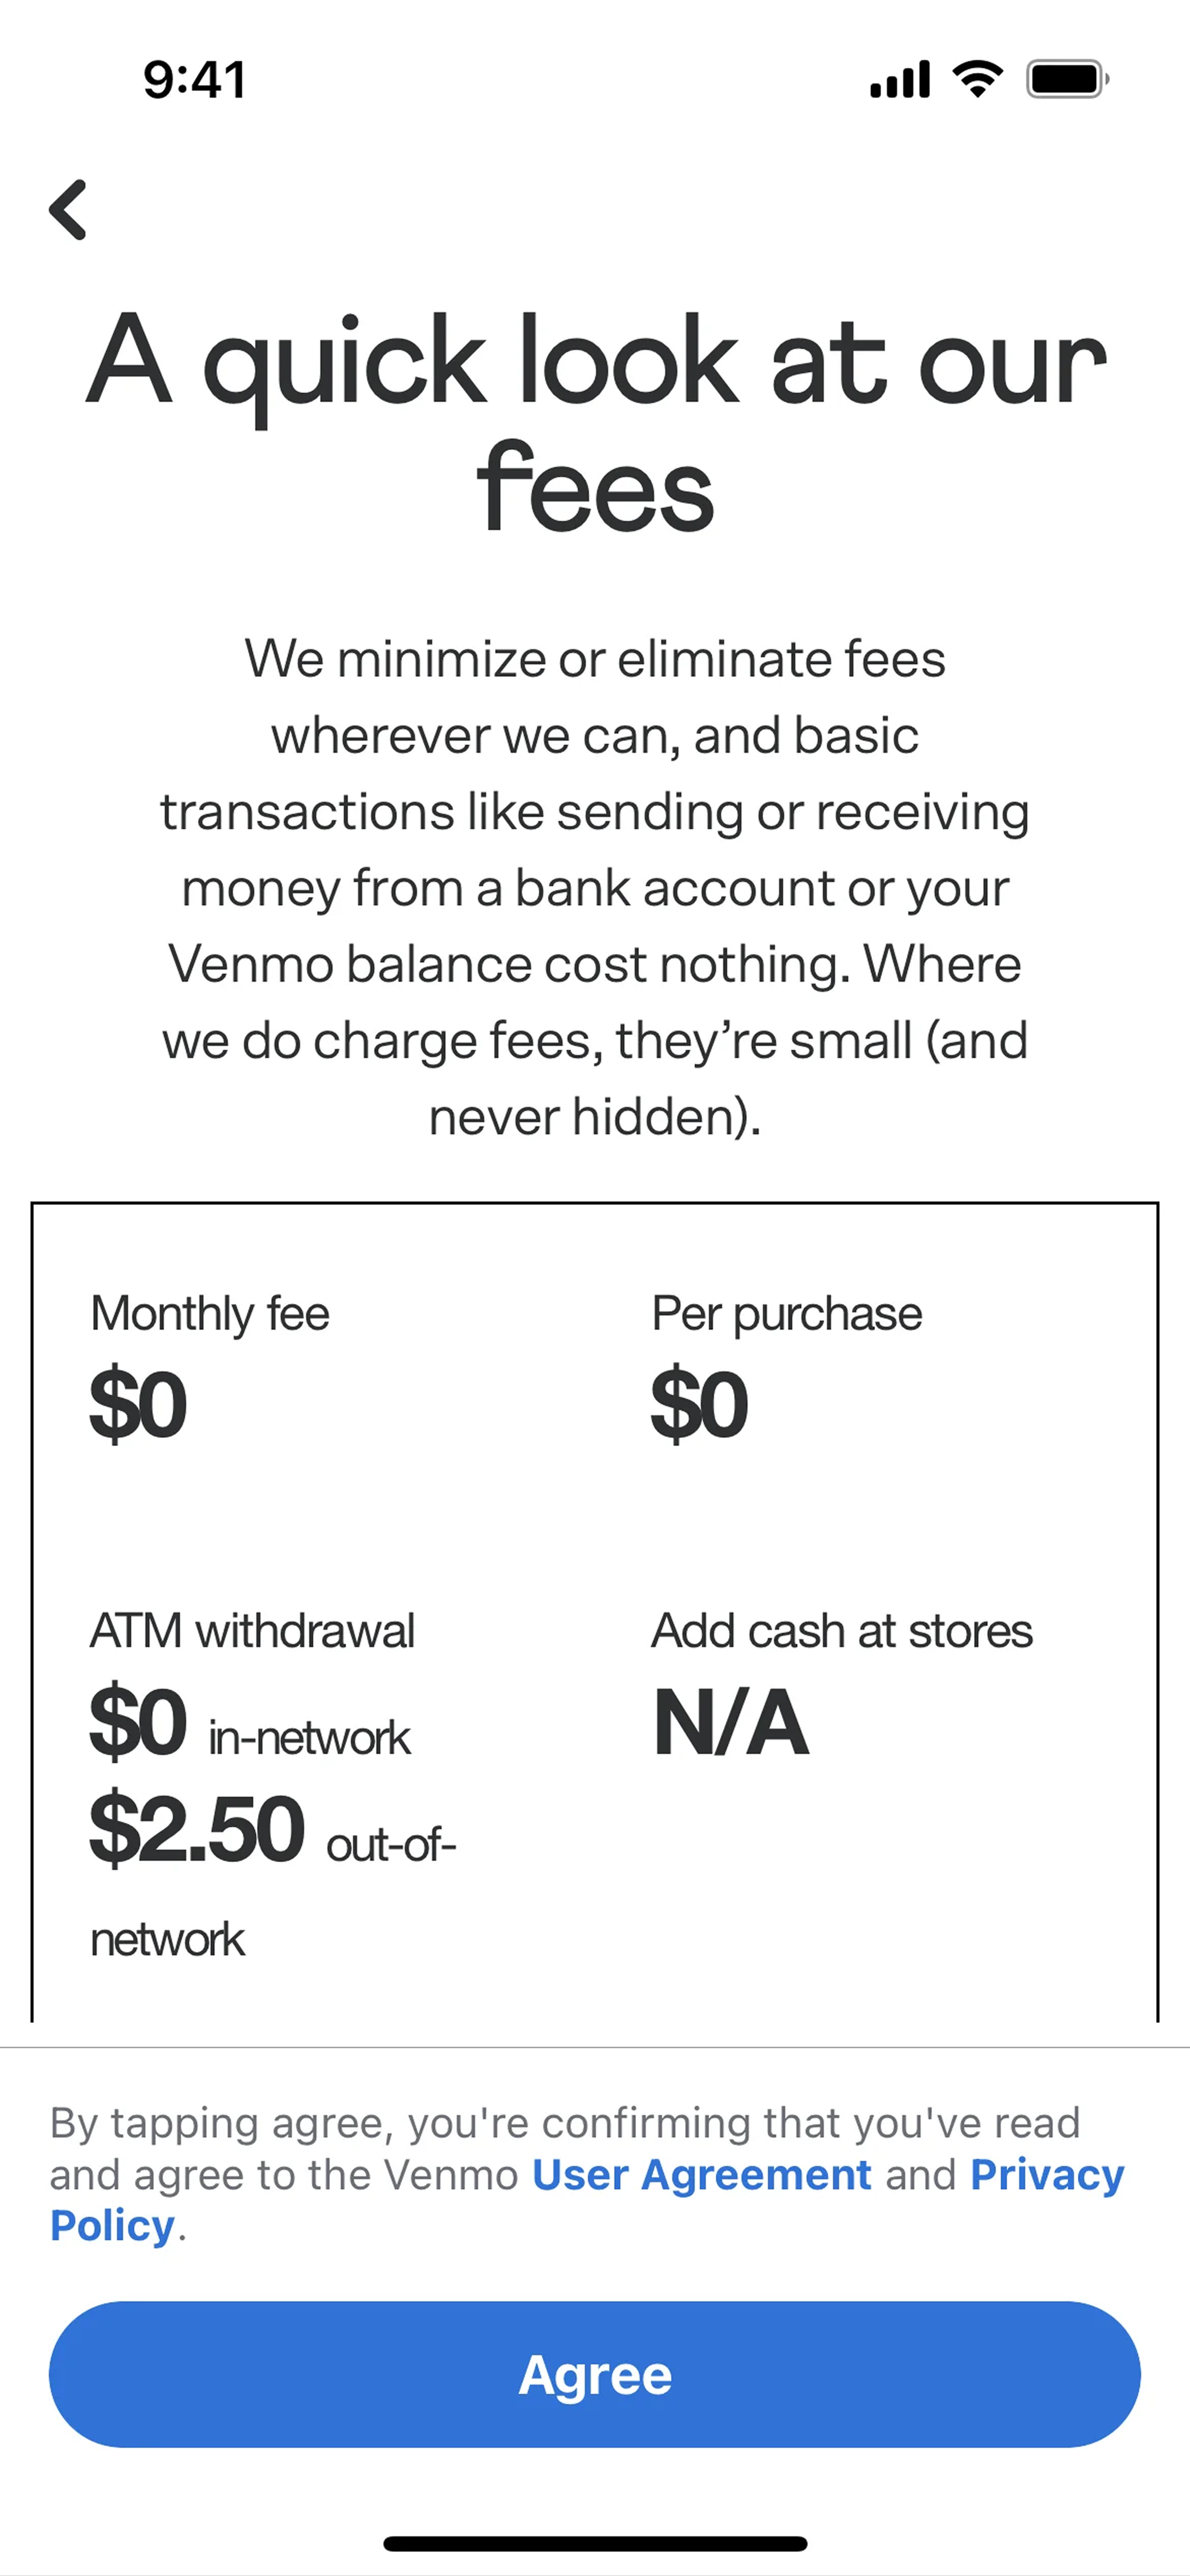 9:41
A quick look at our
fees
We minimize or eliminate fees
wherever we can, and basic
transactions like sending or receiving
money from a bank account or your
Venmo balance cost nothing. Where
we do charge fees, they’re small (and
never hidden).
Monthly fee
$0
Per purchase
$0
ATM withdrawal
$0 in-network
$2.50 out-of-
network
Add cash at stores
N/A
By tapping agree, you're confirming that you've read
and agree to the Venmo User Agreement and Privacy
Policy.
Agree